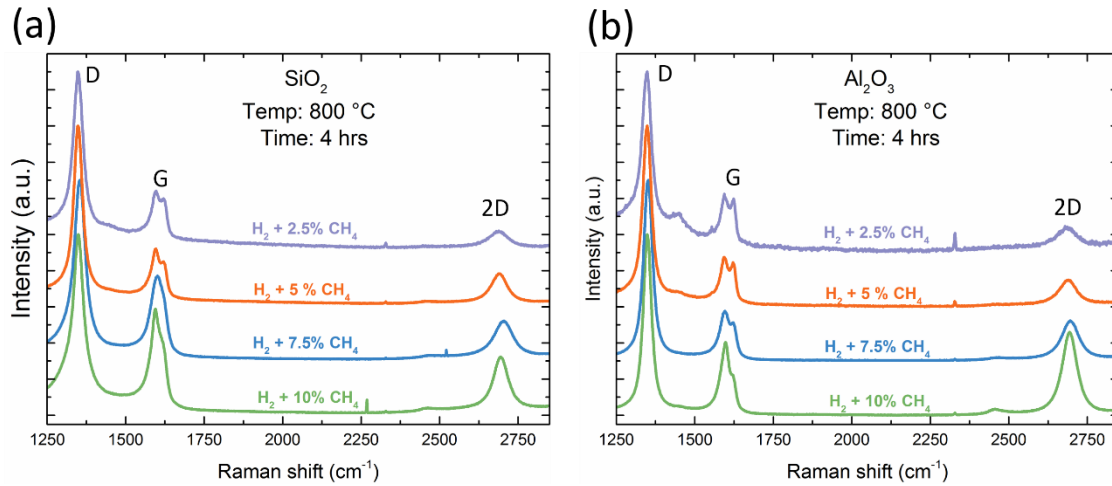 (a)
D
SiO₂
Temp: 800 °C
Time: 4 hrs
G
2D
H₂ + 2.5% CH₄
H₂ + 5 % CH₄
H₂ + 7.5% CH₄
H₂ + 10% CH₄
Intensity (a.u.)
1250 1500 1750 2000 2250 2500 2750
Raman shift (cm⁻¹)
(b)
D
Al₂O₃
Temp: 800 °C
Time: 4 hrs
G
2D
H₂ + 2.5% CH₄
H₂ + 5 % CH₄
H₂ + 7.5% CH₄
H₂ + 10% CH₄
Intensity (a.u.)
1250 1500 1750 2000 2250 2500 2750
Raman shift (cm⁻¹)